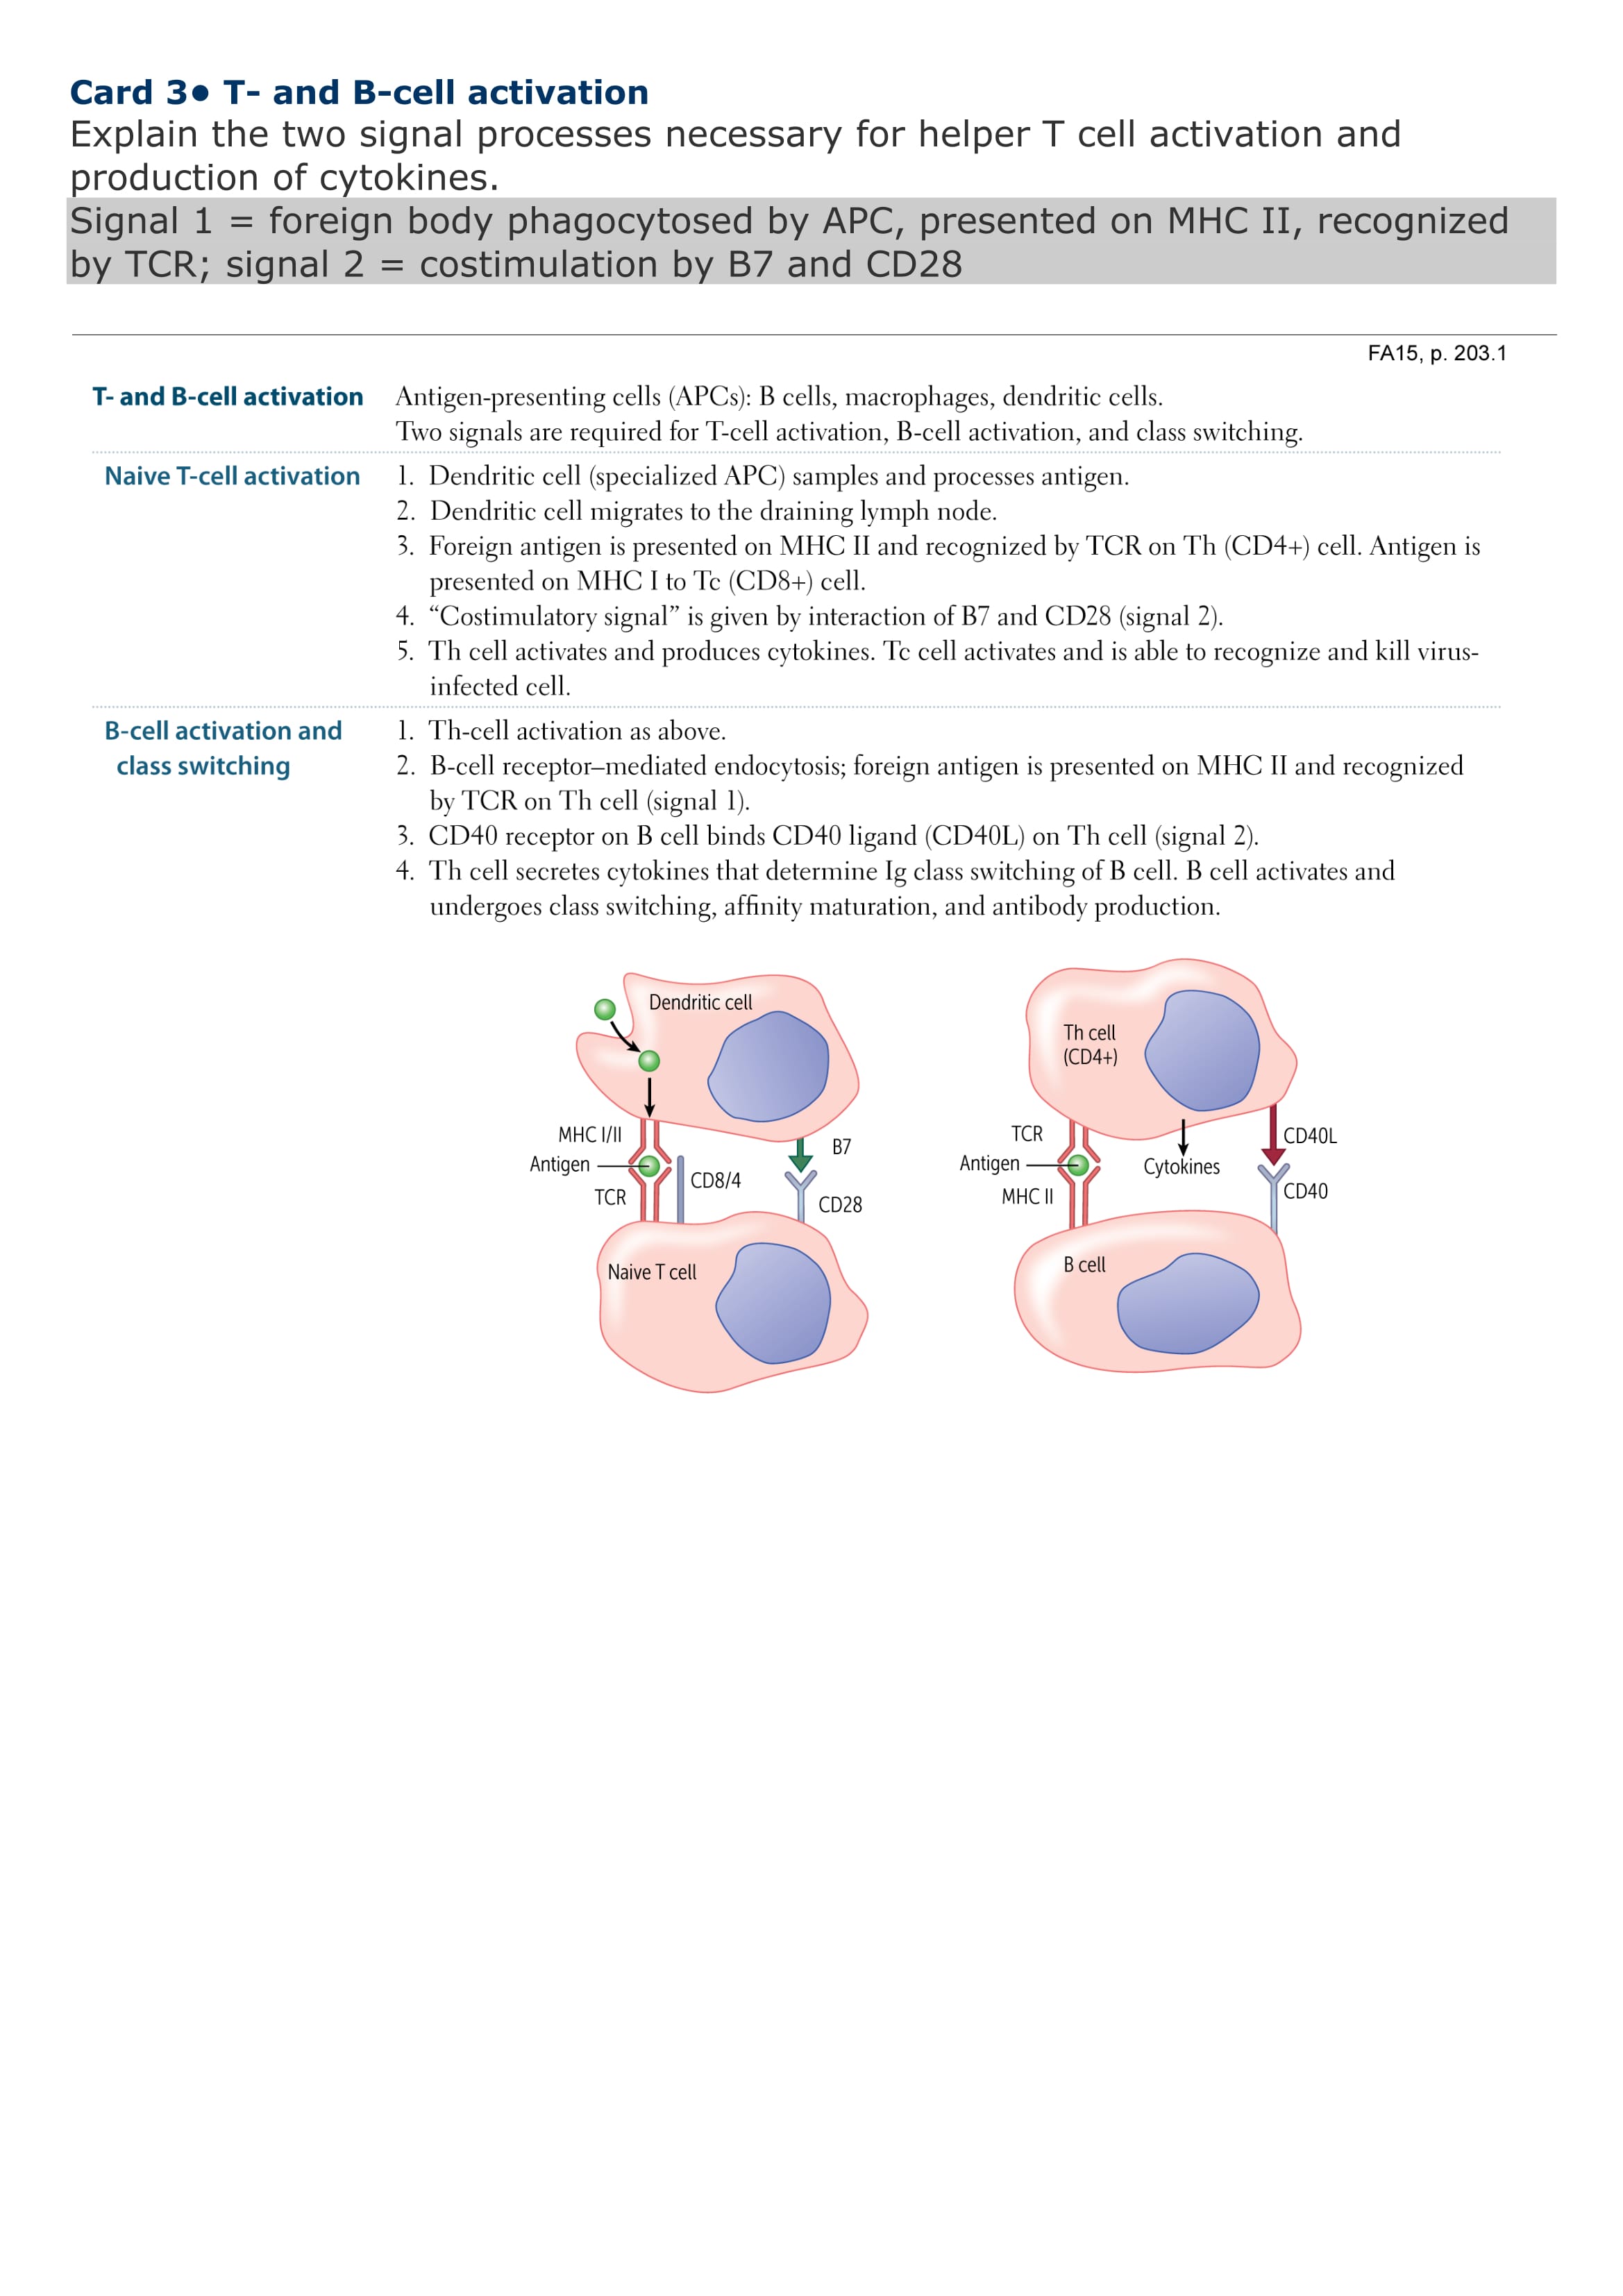 Card 3● T- and B-cell activation
Explain the two signal processes necessary for helper T cell activation and
production of cytokines.
Signal 1 = foreign body phagocytosed by APC, presented on MHC II, recognized
by TCR; signal 2 = costimulation by B7 and CD28
FA15, p. 203.1
T- and B-cell activation
Antigen-presenting cells (APCs): B cells, macrophages, dendritic cells.
Two signals are required for T-cell activation, B-cell activation, and class switching.
Naive T-cell activation
1. Dendritic cell (specialized APC) samples and processes antigen.
2. Dendritic cell migrates to the draining lymph node.
3. Foreign antigen is presented on MHC II and recognized by TCR on Th (CD4+) cell. Antigen is
presented on MHC I to Tc (CD8+) cell.
4. “Costimulatory signal” is given by interaction of B7 and CD28 (signal 2).
5. Th cell activates and produces cytokines. Tc cell activates and is able to recognize and kill virus-
infected cell.
B-cell activation and
class switching
1. Th-cell activation as above.
2. B-cell receptor–mediated endocytosis; foreign antigen is presented on MHC II and recognized
by TCR on Th cell (signal 1).
3. CD40 receptor on B cell binds CD40 ligand (CD40L) on Th cell (signal 2).
4. Th cell secretes cytokines that determine Ig class switching of B cell. B cell activates and
undergoes class switching, affinity maturation, and antibody production.
Dendritic cell
MHC I/II
Antigen
TCR
CD8/4
B7
CD28
Naive T cell
Th cell
(CD4+)
TCR
Antigen
MHC II
Cytokines
CD40L
CD40
B cell